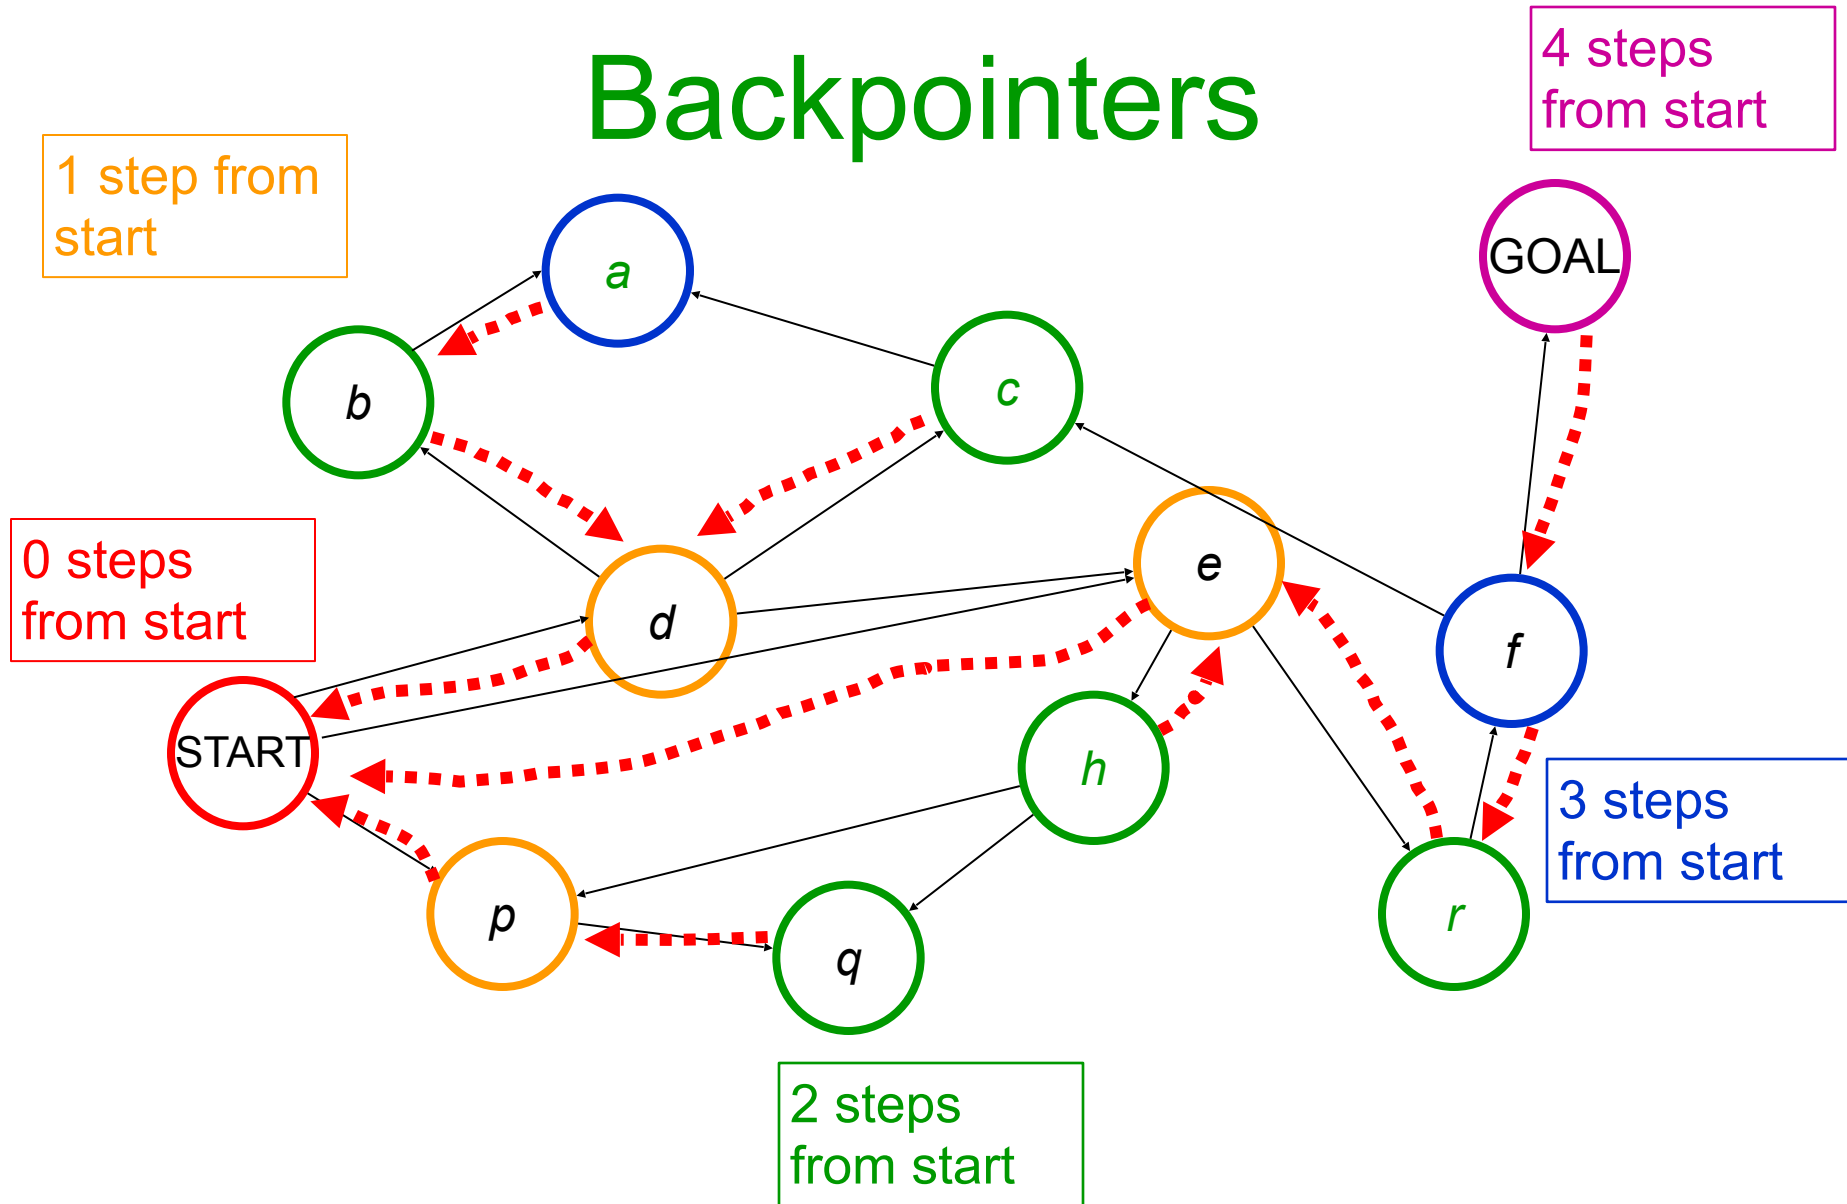 Backpointers
4 steps
from start
1 step from
start
a
GOAL
b
c
0 steps
from start
d
e
f
START
h
3 steps
from start
p
q
r
2 steps
from start